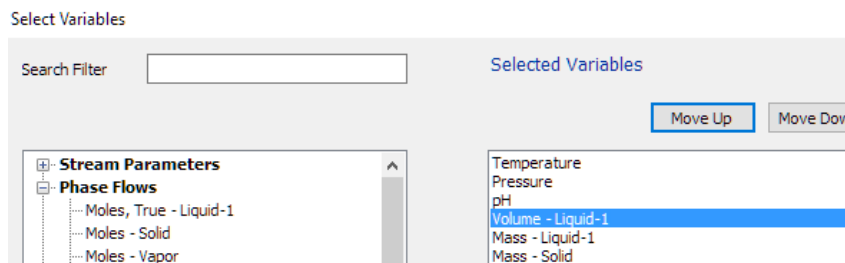 Select Variables
Search Filter
Selected Variables
Move Up
Stream Parameters
Phase Flows
Moles, True - Liquid-1
Moles - Solid
Moles - Vapor
Temperature
Pressure
pH
Volume - Liquid-1
Mass - Liquid-1
Mass - Solid